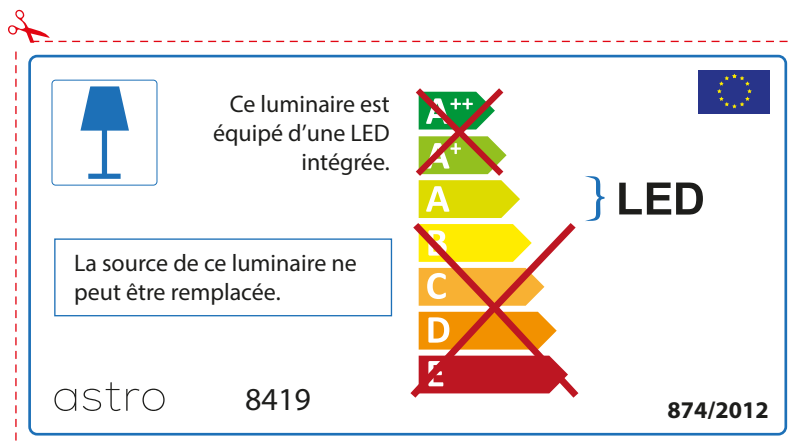 Ce luminaire est
équipé d’une LED
intégrée.
A++
A+
A
B
C
D
E
LED
La source de ce luminaire ne
peut être remplacée.
astro
8419
874/2012